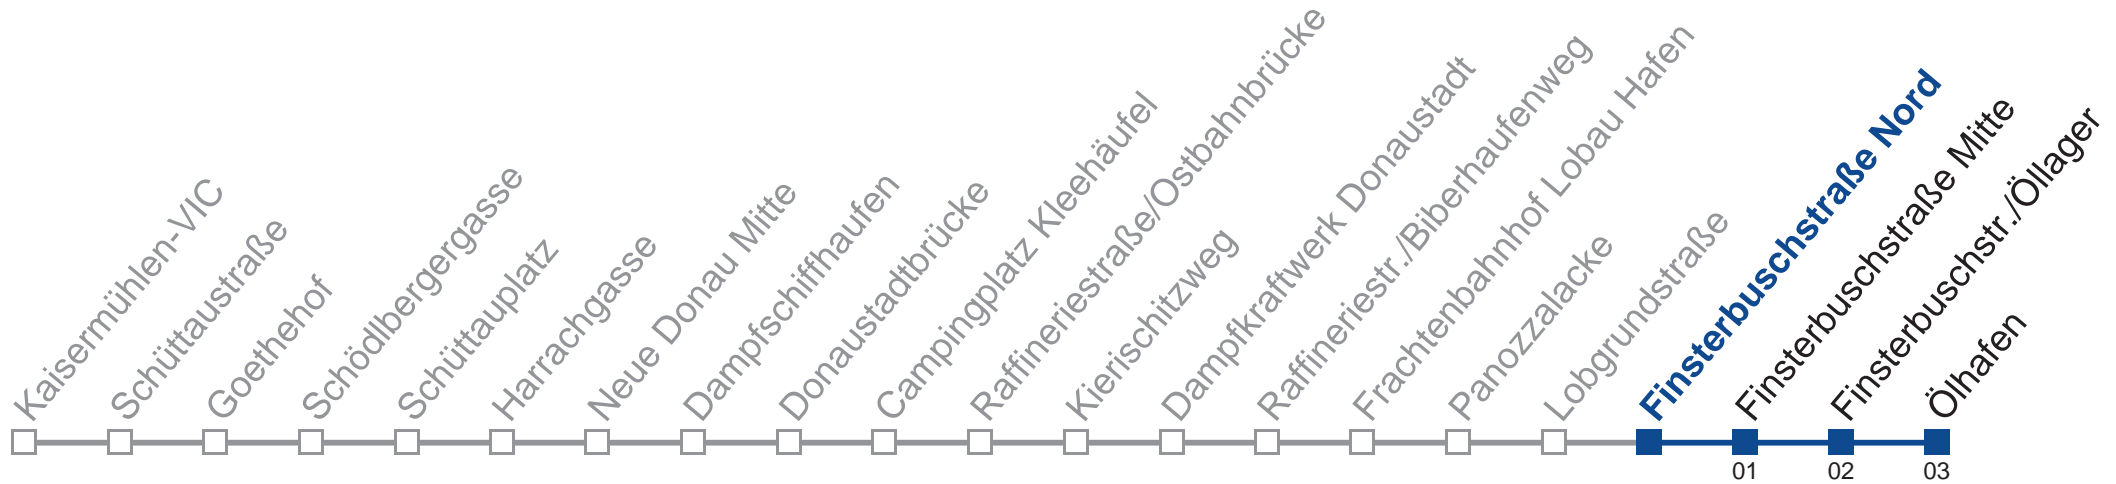 Kaisermühlen-VIC
Schüttaustraße
Goethehof
Schödlbergergasse
Schüttauplatz
Harrachgasse
Neue Donau Mitte
Dampfschiffhaufen
Donaustadtbrücke
Campingplatz Kleehäufel
Raffineriestraße/Ostbahnbrücke
Kierischitzweg
Dampfkraftwerk Donaustadt
Raffineriestr./Biberhaufenweg
Frachtenbahnhof Lobau Hafen
Panozzalacke
Lobgrundstraße
Finsterbuschstraße Nord
Finsterbuschstraße Mitte
Finsterbuschstr./Öllager
Ölhafen
01
02
03